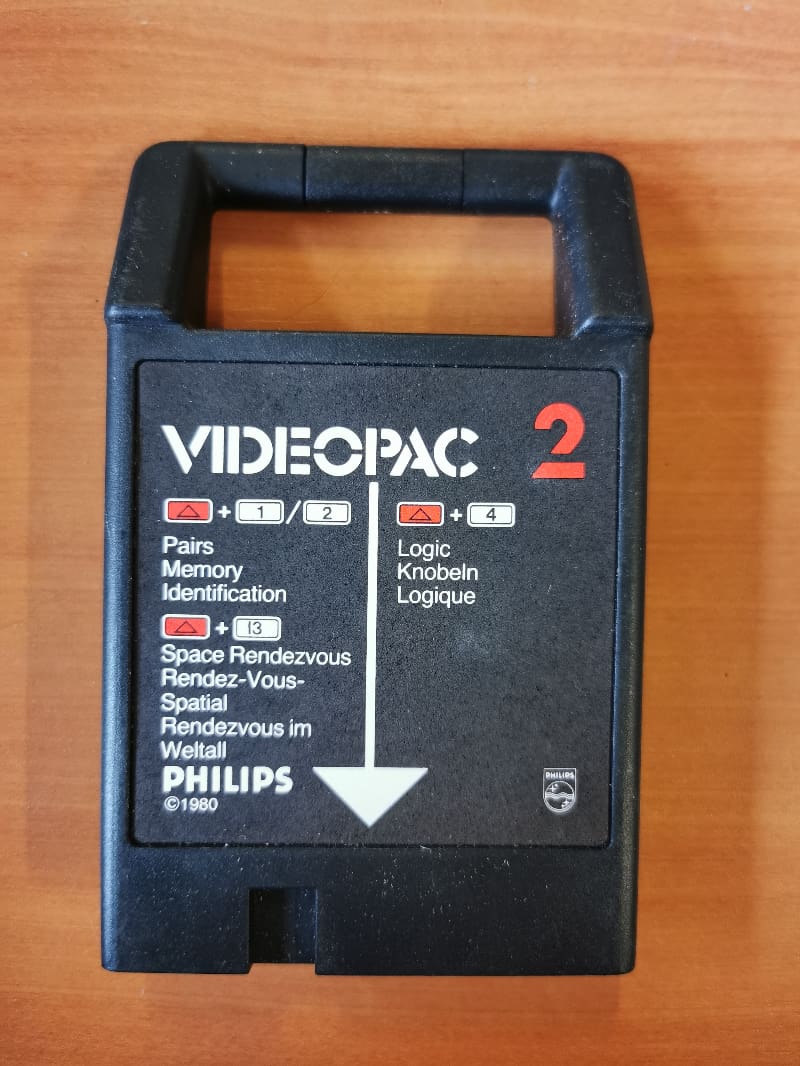 VIDEOPAC 2
+ 1 / 2
Pairs
Memory
Identification
+ 13
Space Rendezvous
Rendez-Vous-
Spatial
Rendezvous im
Weltall
PHILIPS
©1980
+ 4
Logic
Knobeln
Logique
PHILIPS